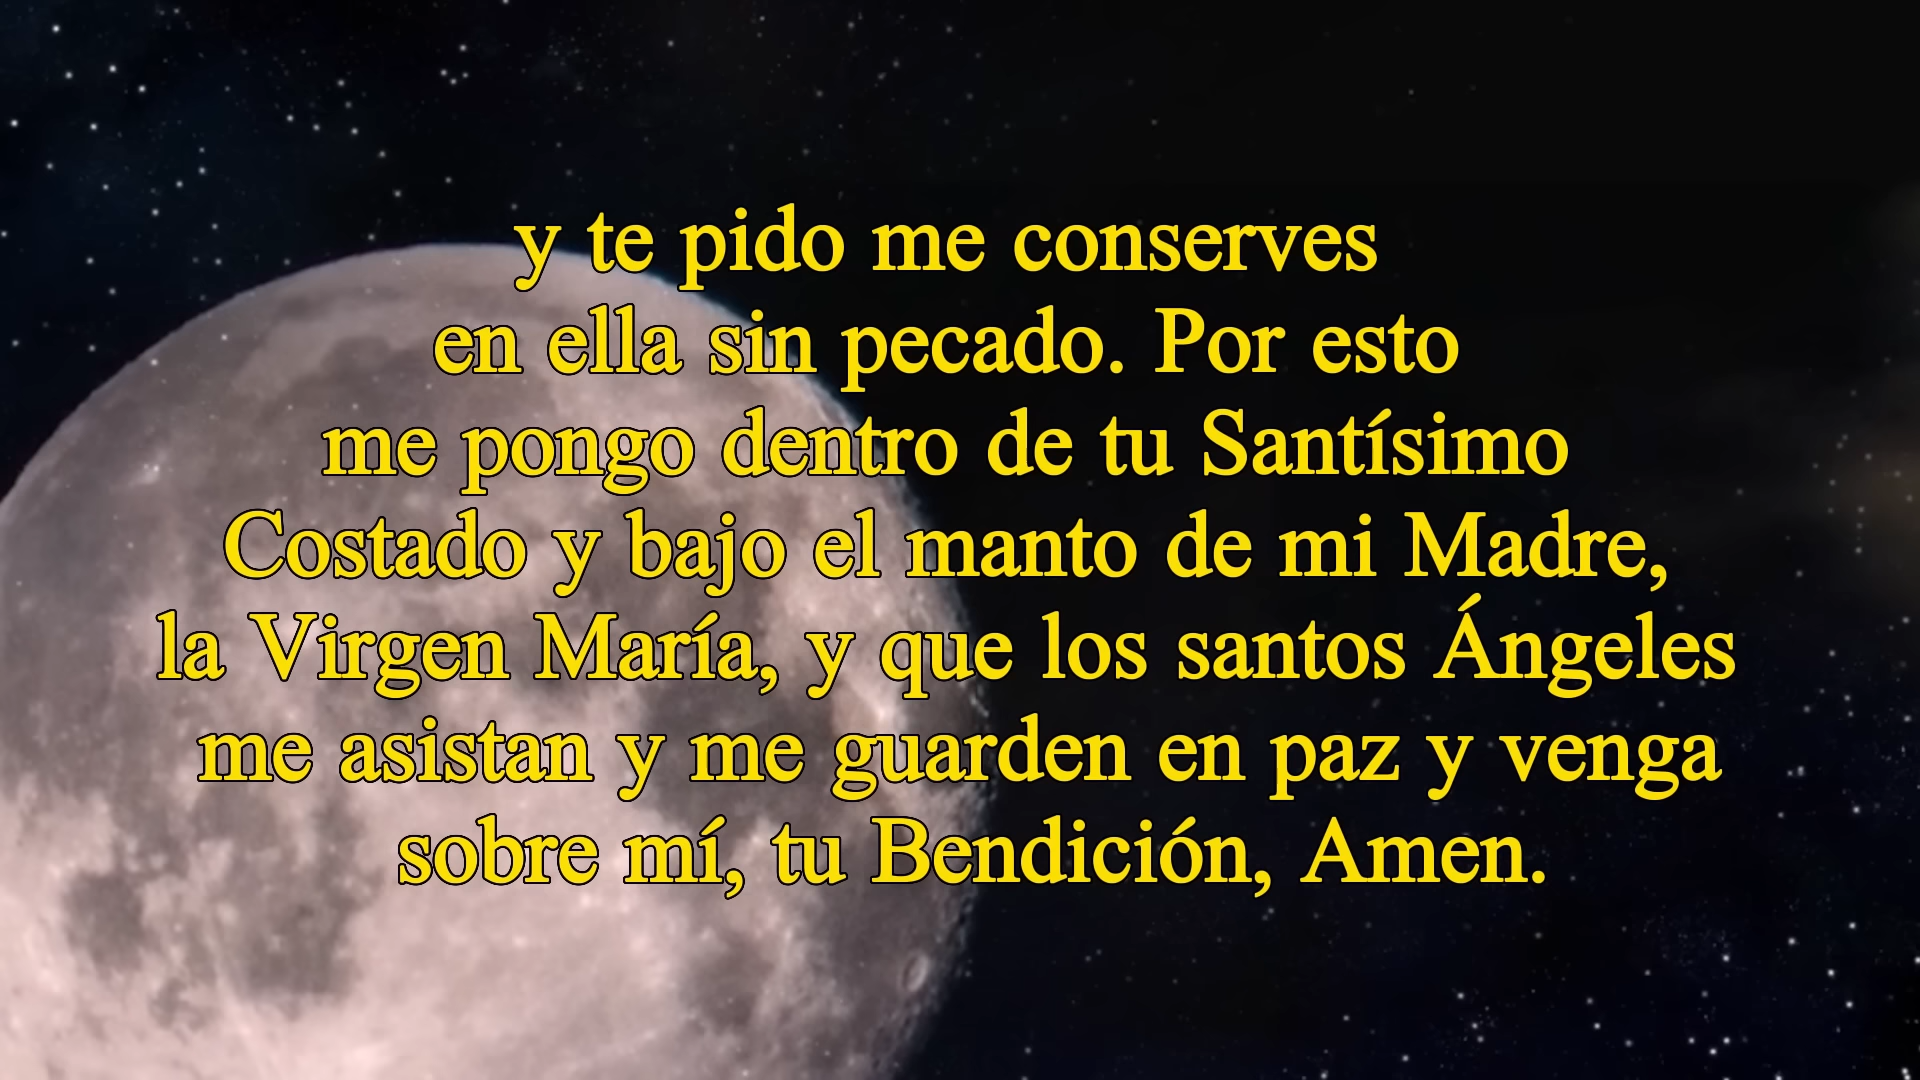 y te pido me conserves
en ella sin pecado. Por esto
me pongo dentro de tu Santísimo
Costado y bajo el manto de mi Madre,
la Virgen María, y que los santos Ángeles
me asistan y me guarden en paz y venga
sobre mí, tu Bendición, Amen.